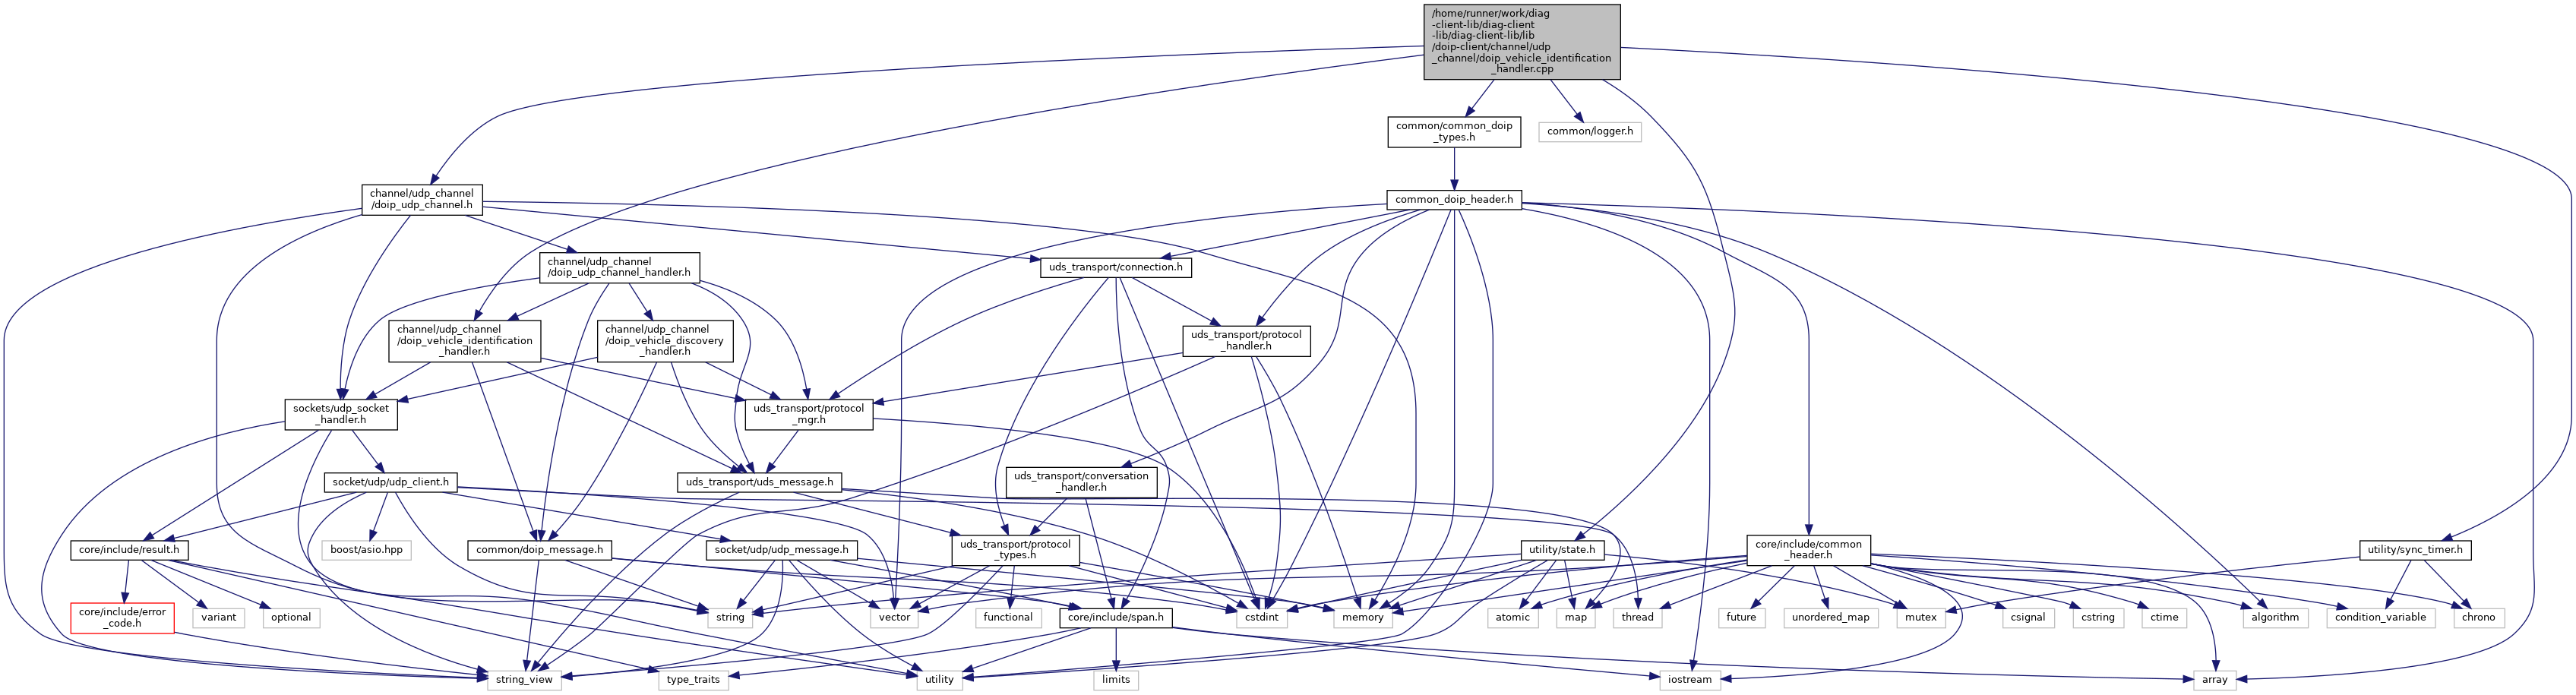 /home/runner/work/diag
-client-lib/diag-client
-lib/diag-client-lib/lib
/doip-client/channel/udp
_channel/doip_vehicle_identification
_handler.cpp
common/common_doip
_types.h
common/logger.h
channel/udp_channel
/doip_udp_channel.h
common_doip_header.h
channel/udp_channel
/doip_udp_channel_handler.h
uds_transport/connection.h
channel/udp_channel
/doip_vehicle_identification
_handler.h
channel/udp_channel
/doip_vehicle_discovery
_handler.h
uds_transport/protocol
_handler.h
sockets/udp_socket
_handler.h
uds_transport/protocol
_mgr.h
socket/udp/udp_client.h
uds_transport/uds_message.h
uds_transport/conversation
_handler.h
core/include/result.h
boost/asio.hpp
common/doip_message.h
socket/udp/udp_message.h
uds_transport/protocol
_types.h
utility/state.h
core/include/common
_header.h
utility/sync_timer.h
core/include/error
_code.h
variant
optional
string
vector
functional
core/include/span.h
cstdint
memory
atomic
map
thread
future
unordered_map
mutex
csignal
cstring
ctime
algorithm
condition_variable
chrono
string_view
type_traits
utility
limits
iostream
array